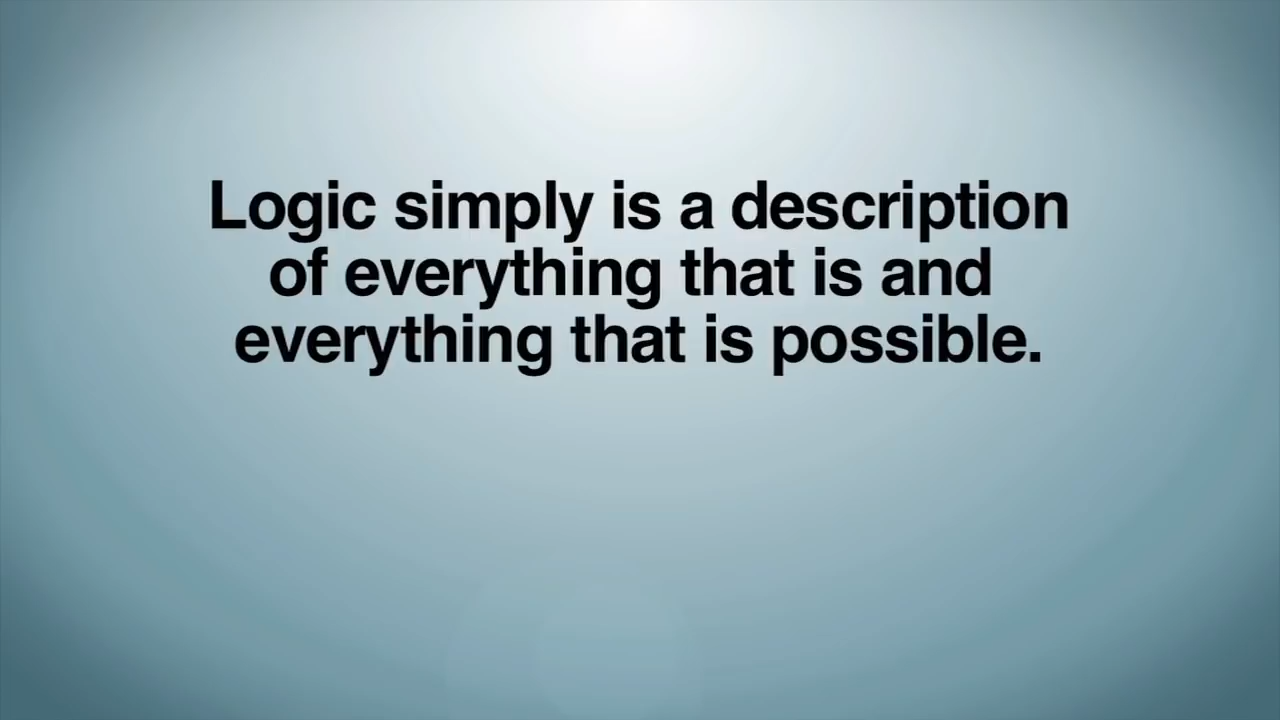 Logic simply is a description
of everything that is and
everything that is possible.